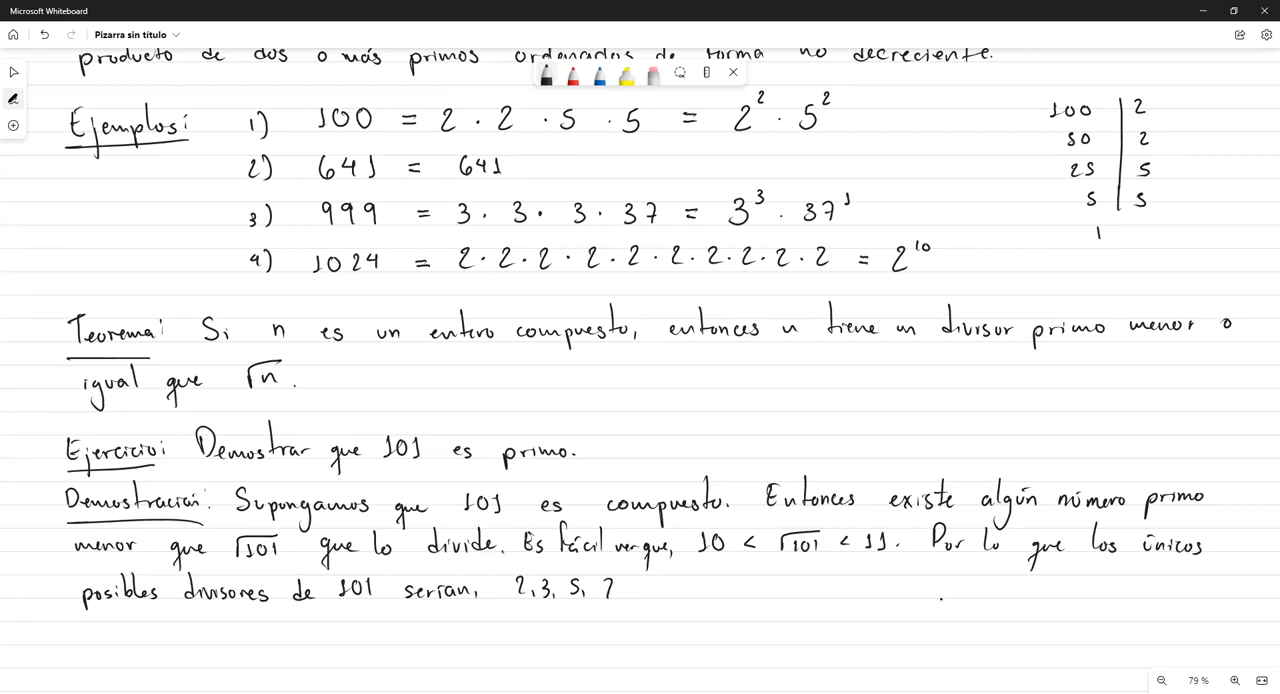 Microsoft Whiteboard
Pizarra sin título
producto de dos o más primos ordenados de forma no decreciente.
Ejemplos: 1) 100 = 2 · 2 · 5 · 5 = 2² · 5²
100 | 2
50 | 2
25 | 5
5 | 5
1
2) 641 = 641
3) 999 = 3 · 3 · 3 · 37 = 3³ · 37¹
4) 1024 = 2 · 2 · 2 · 2 · 2 · 2 · 2 · 2 · 2 · 2 = 2¹⁰
Teorema: Si n es un entero compuesto, entonces n tiene un divisor primo menor o
igual que √n.
Ejercicio: Demostrar que 101 es primo.
Demostración: Supongamos que 101 es compuesto. Entonces existe algún número primo
menor que √101 que lo divide. Es fácil ver que, 10 < √101 < 11. Por lo que los únicos
posibles divisores de 101 serían, 2, 3, 5, 7
79 %